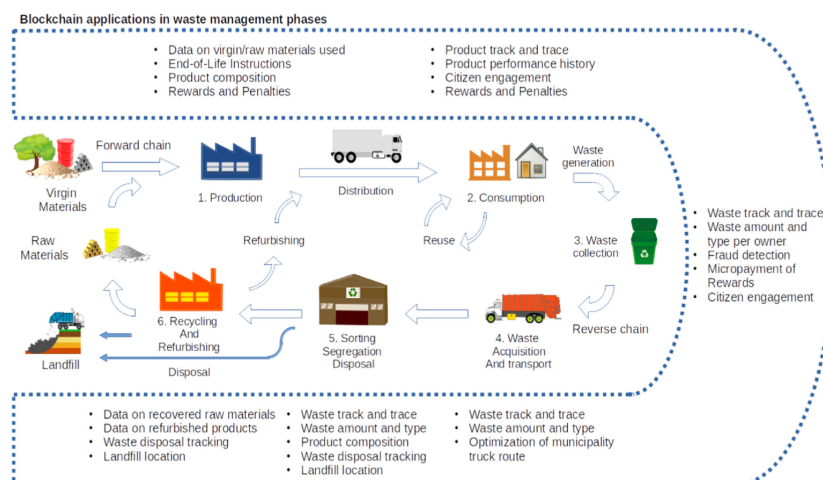 Blockchain applications in waste management phases
• Data on virgin/raw materials used
• End-of-Life Instructions
• Product composition
• Rewards and Penalties
• Product track and trace
• Product performance history
• Citizen engagement
• Rewards and Penalties
Forward chain
Virgin
Materials
1. Production
Distribution
2. Consumption
Waste
generation
Raw
Materials
Refurbishing
Reuse
3. Waste
collection
• Waste track and trace
• Waste amount and
type per owner
• Fraud detection
• Micropayment of
Rewards
• Citizen engagement
Reverse chain
4. Waste
Acquisition
And transport
5. Sorting
Segregation
Disposal
6. Recycling
And
Refurbishing
Landfill
Disposal
• Data on recovered raw materials
• Data on refurbished products
• Waste disposal tracking
• Landfill location
• Waste track and trace
• Waste amount and type
• Product composition
• Waste disposal tracking
• Landfill location
• Waste track and trace
• Waste amount and type
• Optimization of municipality
truck route